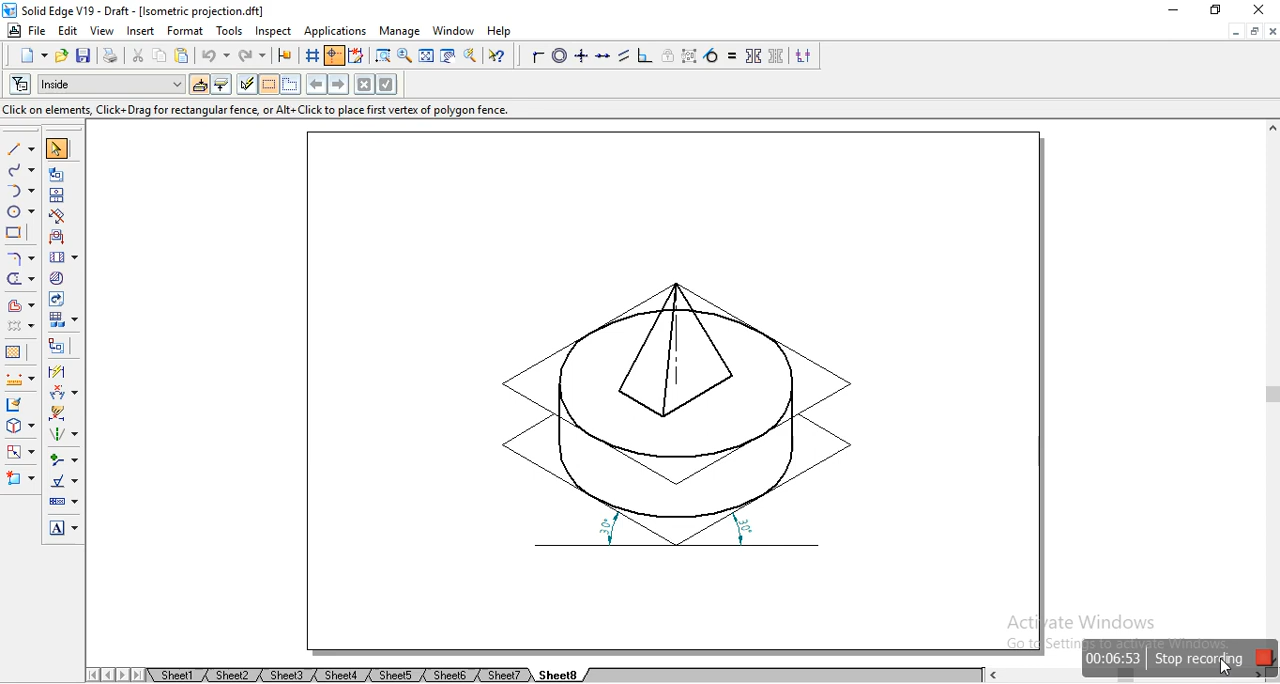 Solid Edge V19 - Draft - [Isometric projection.dft]
File Edit View Insert Format Tools Inspect Applications Manage Window Help
Inside
Click on elements, Click+Drag for rectangular fence, or Alt+Click to place first vertex of polygon fence.
30°
30°
Activate Windows
Go to Settings to activate Windows.
00:06:53 Stop recording
Sheet1 Sheet2 Sheet3 Sheet4 Sheet5 Sheet6 Sheet7 Sheet8